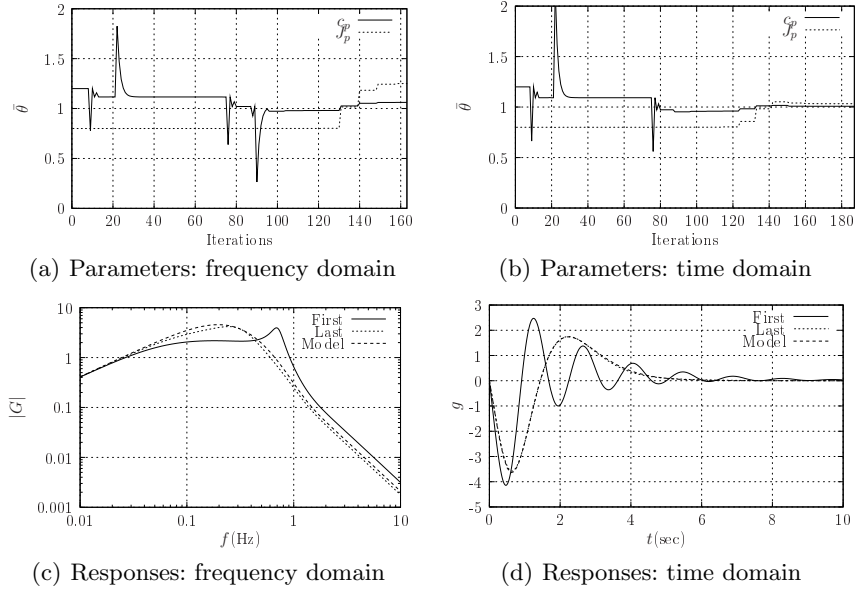 2
1.5
1
0.5
0
θ̄
0 20 40 60 80 100 120 140 160
Iterations
c_p
J_p
(a) Parameters: frequency domain
2
1.5
1
0.5
0
θ̄
0 20 40 60 80 100 120 140 160 180
Iterations
c_p
J_p
(b) Parameters: time domain
10
1
0.1
0.01
0.001
|G|
0.01 0.1 1 10
f(Hz)
First
Last
Model
(c) Responses: frequency domain
3
2
1
0
-1
-2
-3
-4
-5
g
0 2 4 6 8 10
t(sec)
First
Last
Model
(d) Responses: time domain